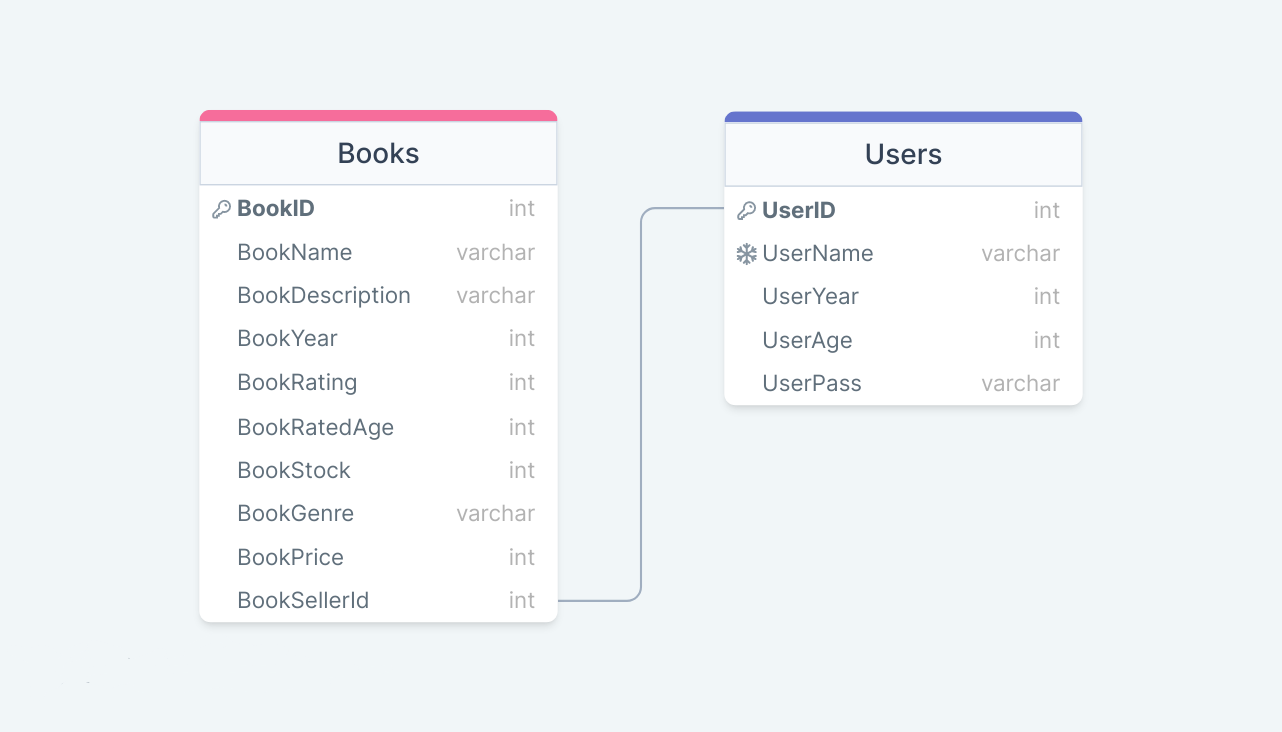 Books
BookID int
BookName varchar
BookDescription varchar
BookYear int
BookRating int
BookRatedAge int
BookStock int
BookGenre varchar
BookPrice int
BookSellerId int
Users
UserID int
UserName varchar
UserYear int
UserAge int
UserPass varchar